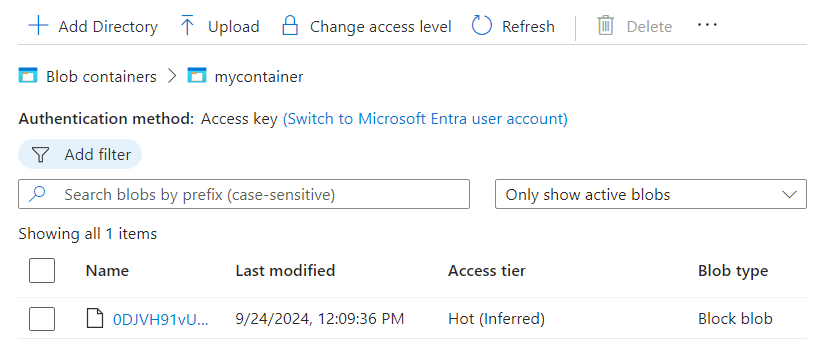 Add Directory Upload Change access level Refresh Delete ...
Blob containers > mycontainer
Authentication method: Access key (Switch to Microsoft Entra user account)
Add filter
Search blobs by prefix (case-sensitive) Only show active blobs
Showing all 1 items
Name Last modified Access tier Blob type
0DJVH91vU... 9/24/2024, 12:09:36 PM Hot (Inferred) Block blob